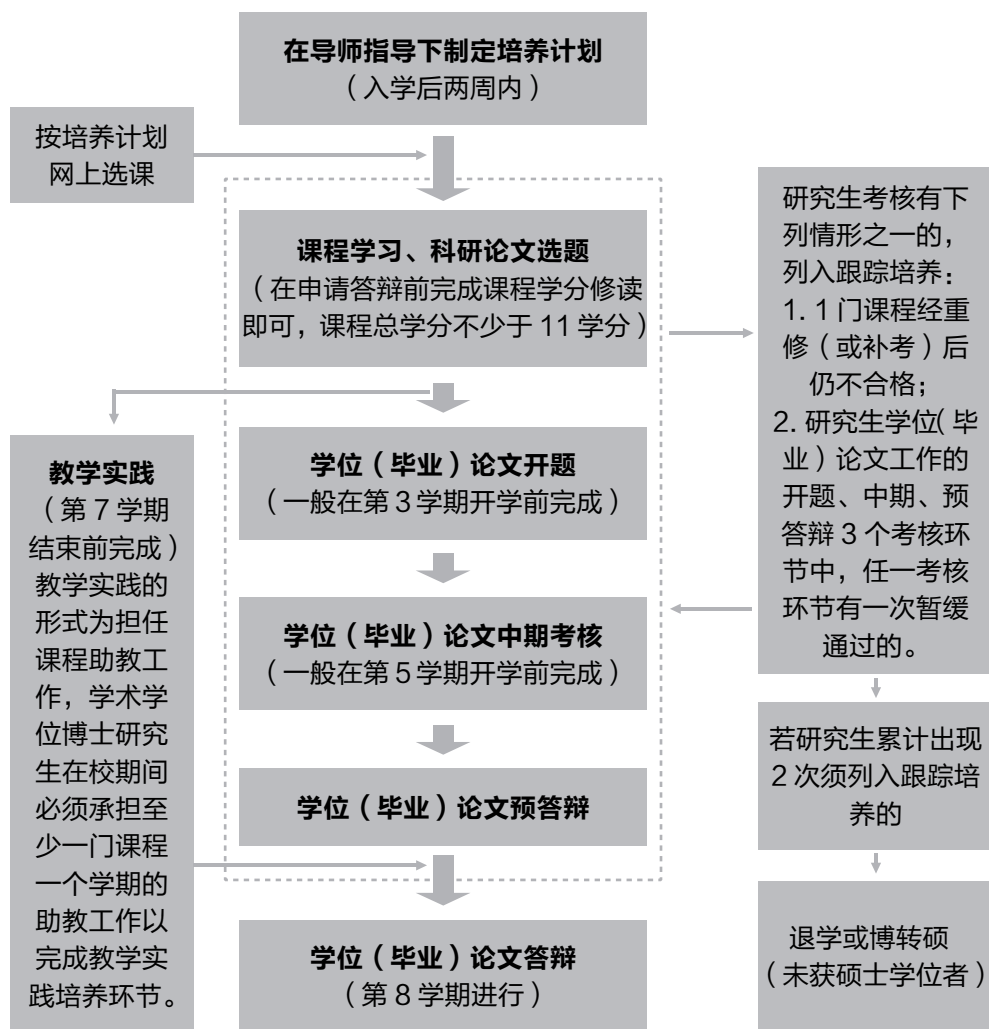 在导师指导下制定培养计划
（入学后两周内）
按培养计划
网上选课
课程学习、科研论文选题
（在申请答辩前完成课程学分修读
即可，课程总学分不少于 11 学分）
研究生考核有下
列情形之一的，
列入跟踪培养：
1. 1 门课程经重
修（或补考）后
仍不合格；
2. 研究生学位（毕
业）论文工作的
开题、中期、预
答辩 3 个考核环
节中，任一考核
环节有一次暂缓
通过的。
教学实践
（第 7 学期
结束前完成）
教学实践的
形式为担任
课程助教工
作，学术学
位博士研究
生在校期间
必须承担至
少一门课程
一个学期的
助教工作以
完成教学实
践培养环节。
学位（毕业）论文开题
（一般在第 3 学期开学前完成）
学位（毕业）论文中期考核
（一般在第 5 学期开学前完成）
学位（毕业）论文预答辩
若研究生累计出现
2 次须列入跟踪培
养的
学位（毕业）论文答辩
（第 8 学期进行）
退学或博转硕
（未获硕士学位者）